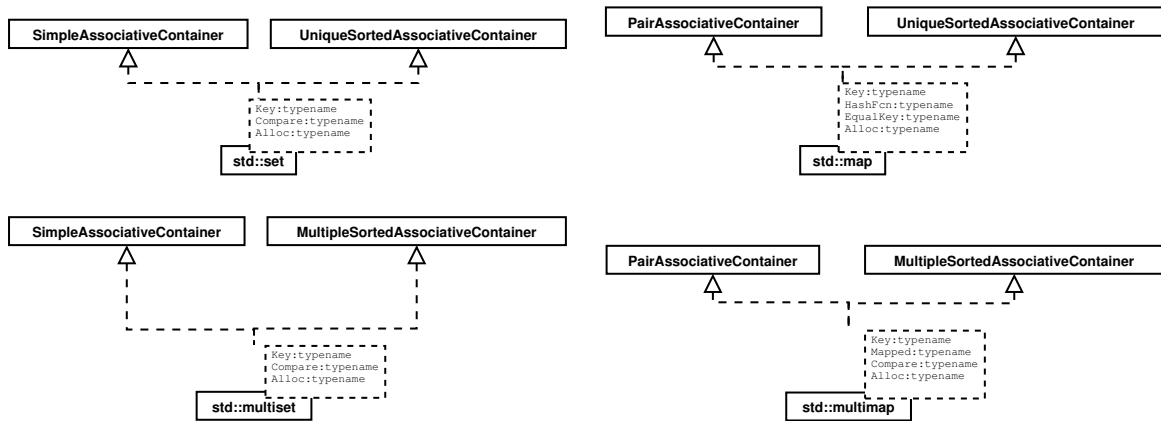 SimpleAssociativeContainer
UniqueSortedAssociativeContainer
Key:typename
Compare:typename
Alloc:typename
std::set
PairAssociativeContainer
UniqueSortedAssociativeContainer
Key:typename
HashFcn:typename
EqualKey:typename
Alloc:typename
std::map
SimpleAssociativeContainer
MultipleSortedAssociativeContainer
Key:typename
Compare:typename
Alloc:typename
std::multiset
PairAssociativeContainer
MultipleSortedAssociativeContainer
Key:typename
Mapped:typename
Compare:typename
Alloc:typename
std::multimap